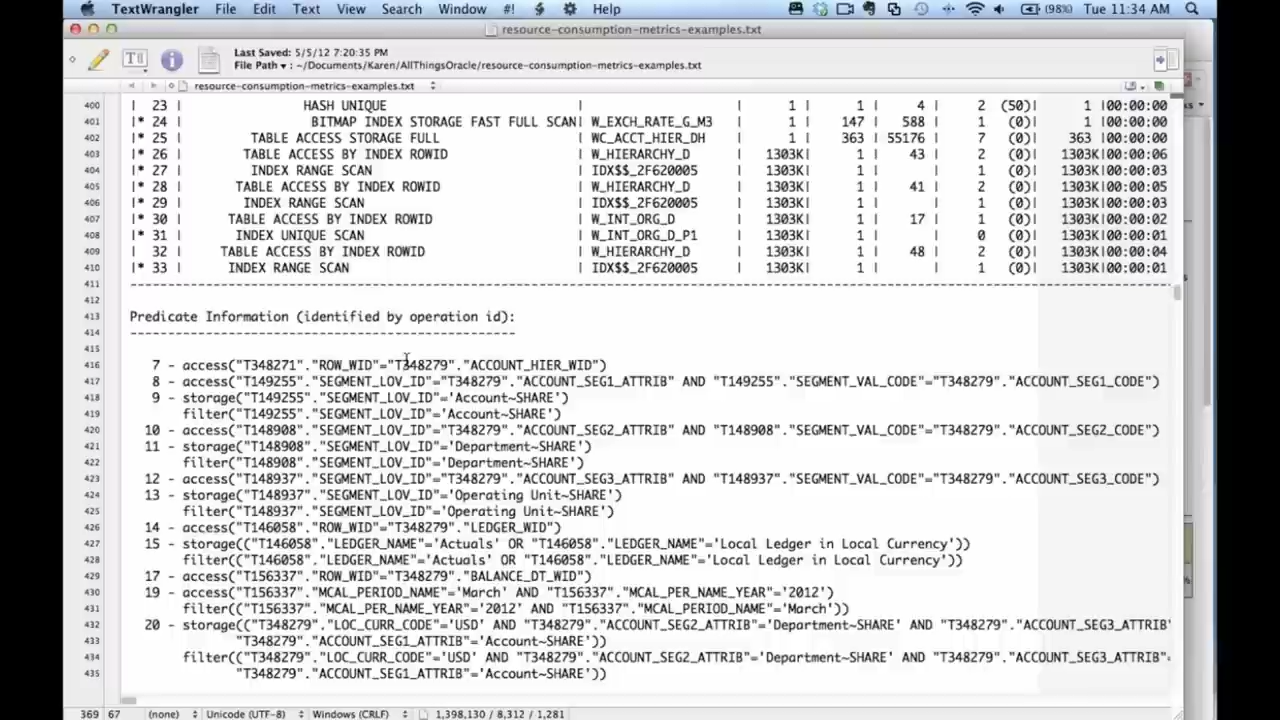 TextWrangler File Edit Text View Search Window #! Help (98%) Tue 11:34 AM
resource-consumption-metrics-examples.txt
Last Saved: 5/5/12 7:20:35 PM
File Path ▾ : ~/Documents/Karen/AllThingsOracle/resource-consumption-metrics-examples.txt
resource-consumption-metrics-examples.txt
400 | 23 | HASH UNIQUE | | 1 | 1 | 4 | 2 (50)| 1 |00:00:00
401 |* 24 | BITMAP INDEX STORAGE FAST FULL SCAN| W_EXCH_RATE_G_M3 | 1 | 147 | 588 | 1 (0)| 1 |00:00:00
402 |* 25 | TABLE ACCESS STORAGE FULL | WC_ACCT_HIER_DH | 1 | 363 | 55176 | 7 (0)| 363 |00:00:00
403 |* 26 | TABLE ACCESS BY INDEX ROWID | W_HIERARCHY_D | 1303K| 1 | 43 | 2 (0)| 1303K|00:00:06
404 |* 27 | INDEX RANGE SCAN | IDX$$_2F620005 | 1303K| 1 | | 1 (0)| 1303K|00:00:03
405 |* 28 | TABLE ACCESS BY INDEX ROWID | W_HIERARCHY_D | 1303K| 1 | 41 | 2 (0)| 1303K|00:00:05
406 |* 29 | INDEX RANGE SCAN | IDX$$_2F620005 | 1303K| 1 | | 1 (0)| 1303K|00:00:03
407 |* 30 | TABLE ACCESS BY INDEX ROWID | W_INT_ORG_D | 1303K| 1 | 17 | 1 (0)| 1303K|00:00:02
408 |* 31 | INDEX UNIQUE SCAN | W_INT_ORG_D_P1 | 1303K| 1 | | 0 (0)| 1303K|00:00:01
409 | 32 | TABLE ACCESS BY INDEX ROWID | W_HIERARCHY_D | 1303K| 1 | 48 | 2 (0)| 1303K|00:00:04
410 |* 33 | INDEX RANGE SCAN | IDX$$_2F620005 | 1303K| 1 | | 1 (0)| 1303K|00:00:01
411 ----------------------------------------------------------------
412
413 Predicate Information (identified by operation id):
414 ---------------------------------------------------
415
416 7 - access("T348271"."ROW_WID"="T348279"."ACCOUNT_HIER_WID")
417 8 - access("T149255"."SEGMENT_LOV_ID"="T348279"."ACCOUNT_SEG1_ATTRIB" AND "T149255"."SEGMENT_VAL_CODE"="T348279"."ACCOUNT_SEG1_CODE")
418 9 - storage("T149255"."SEGMENT_LOV_ID"='Account~SHARE')
419 filter("T149255"."SEGMENT_LOV_ID"='Account~SHARE')
420 10 - access("T148908"."SEGMENT_LOV_ID"="T348279"."ACCOUNT_SEG2_ATTRIB" AND "T148908"."SEGMENT_VAL_CODE"="T348279"."ACCOUNT_SEG2_CODE")
421 11 - storage("T148908"."SEGMENT_LOV_ID"='Department~SHARE')
422 filter("T148908"."SEGMENT_LOV_ID"='Department~SHARE')
423 12 - access("T148937"."SEGMENT_LOV_ID"="T348279"."ACCOUNT_SEG3_ATTRIB" AND "T148937"."SEGMENT_VAL_CODE"="T348279"."ACCOUNT_SEG3_CODE")
424 13 - storage("T148937"."SEGMENT_LOV_ID"='Operating Unit~SHARE')
425 filter("T148937"."SEGMENT_LOV_ID"='Operating Unit~SHARE')
426 14 - access("T146058"."ROW_WID"="T348279"."LEDGER_WID")
427 15 - storage(("T146058"."LEDGER_NAME"='Actuals' OR "T146058"."LEDGER_NAME"='Local Ledger in Local Currency'))
428 filter(("T146058"."LEDGER_NAME"='Actuals' OR "T146058"."LEDGER_NAME"='Local Ledger in Local Currency'))
429 17 - access("T156337"."ROW_WID"="T348279"."BALANCE_DT_WID")
430 19 - access("T156337"."MCAL_PERIOD_NAME"='March' AND "T156337"."MCAL_PER_NAME_YEAR"='2012')
431 filter(("T156337"."MCAL_PER_NAME_YEAR"='2012' AND "T156337"."MCAL_PERIOD_NAME"='March'))
432 20 - storage(("T348279"."LOC_CURR_CODE"='USD' AND "T348279"."ACCOUNT_SEG2_ATTRIB"='Department~SHARE' AND "T348279"."ACCOUNT_SEG3_ATTRIB"
433 "T348279"."ACCOUNT_SEG1_ATTRIB"='Account~SHARE'))
434 filter(("T348279"."LOC_CURR_CODE"='USD' AND "T348279"."ACCOUNT_SEG2_ATTRIB"='Department~SHARE' AND "T348279"."ACCOUNT_SEG3_ATTRIB"=
435 "T348279"."ACCOUNT_SEG1_ATTRIB"='Account~SHARE'))
369 67 (none) Unicode (UTF-8) Windows (CRLF) 1,398,130 / 8,312 / 1,281